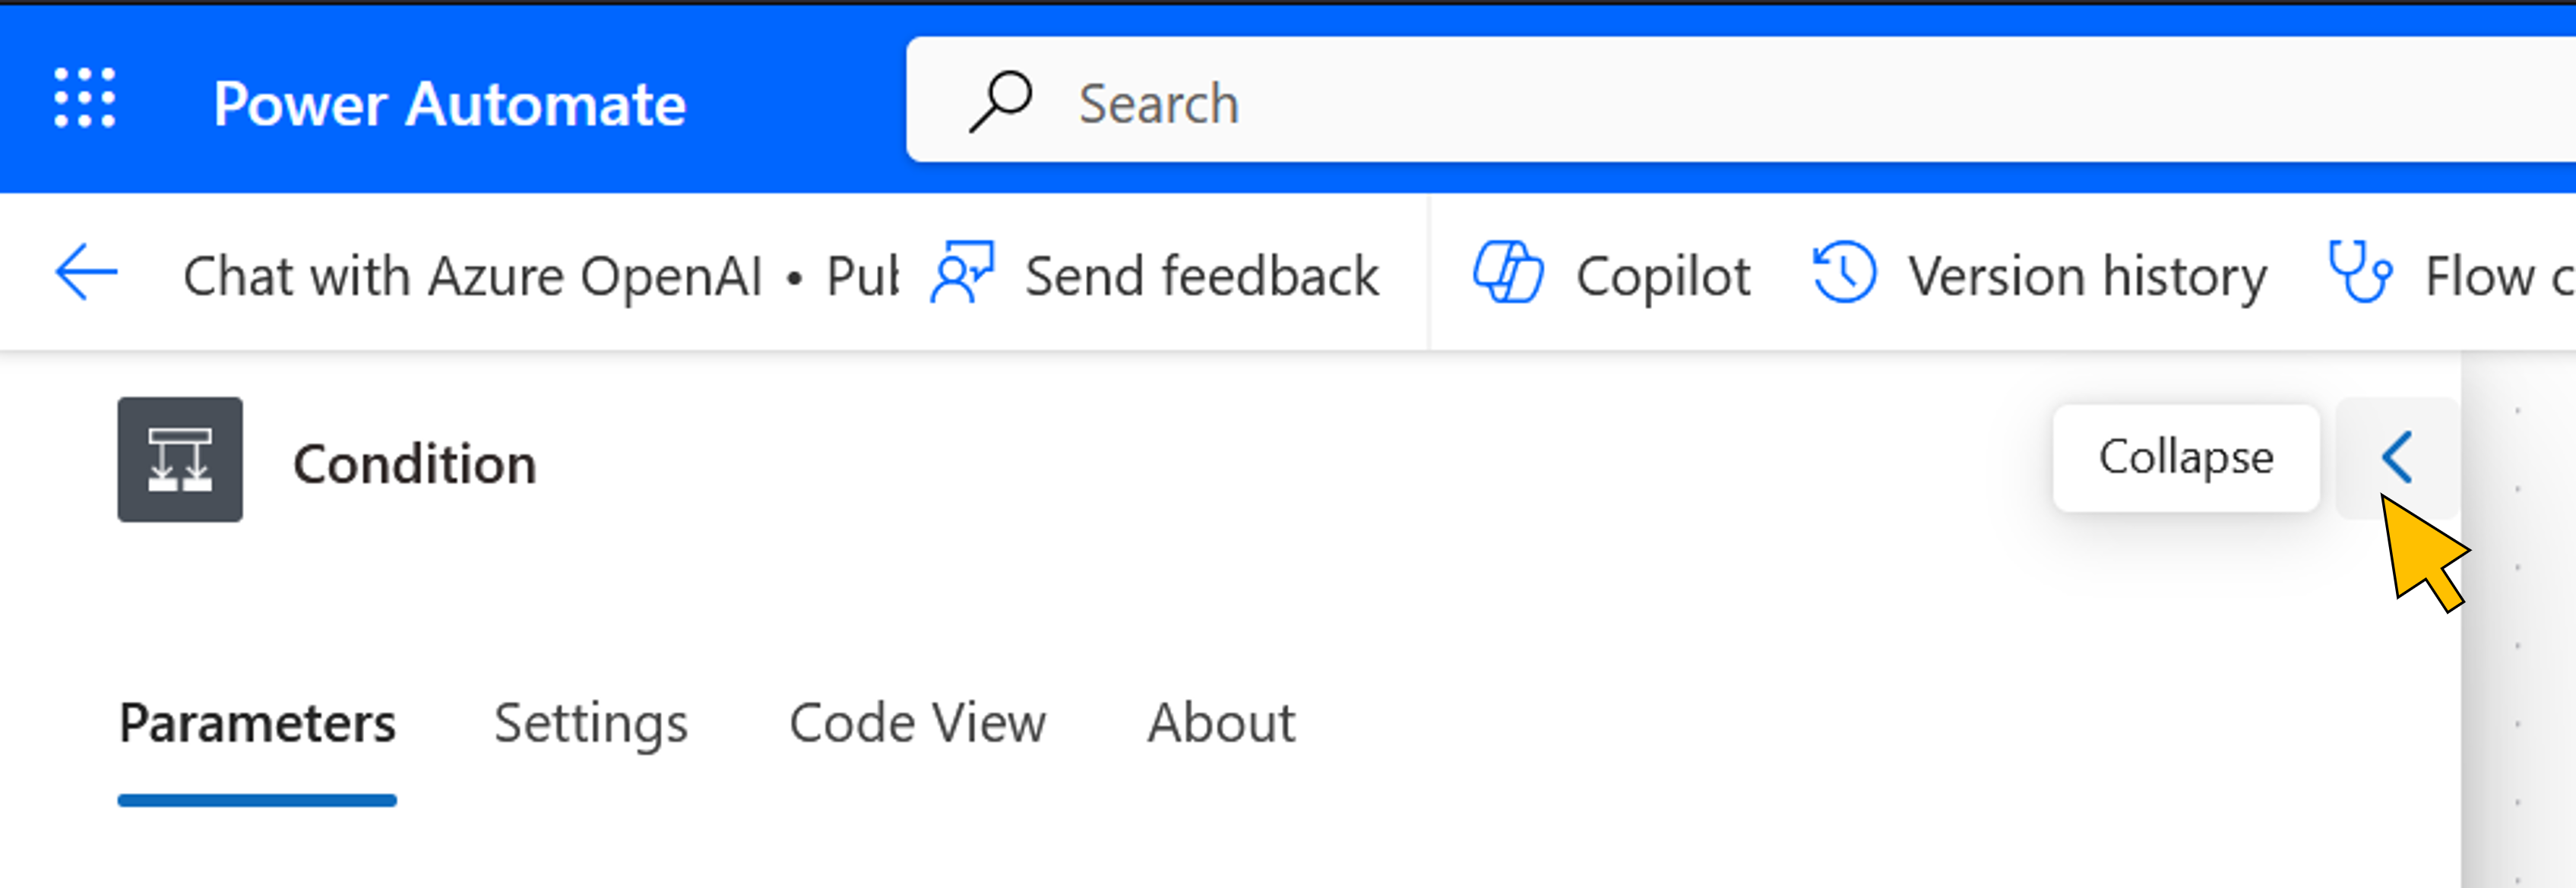 Power Automate
Search
Chat with Azure OpenAI • Pub
Send feedback
Copilot
Version history
Flow c
Condition
Collapse
Parameters
Settings
Code View
About